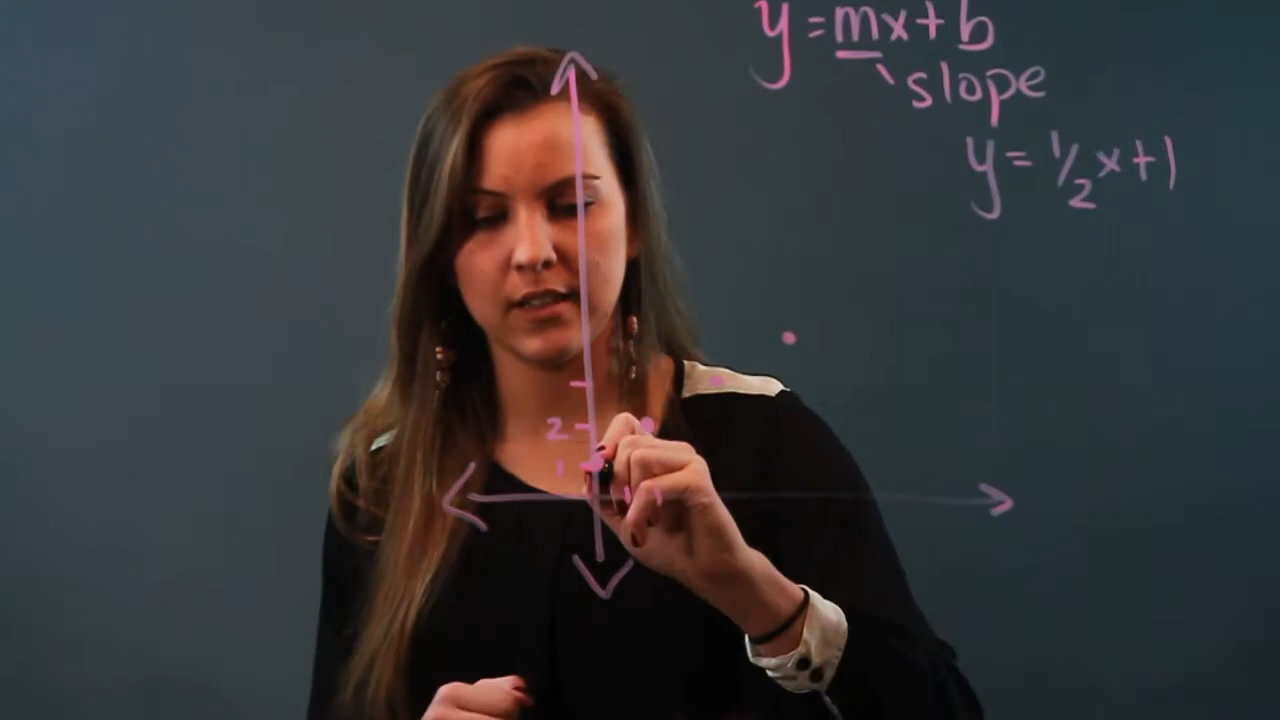 y=mx+b
slope
y=1/2x+1
2
1